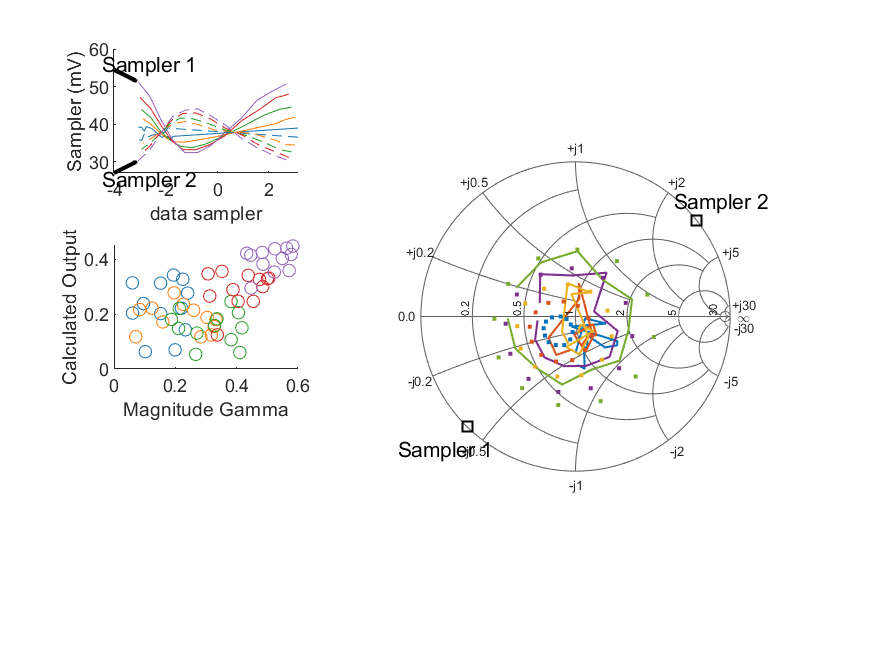 60
50
40
30
Sampler (mV)
Sampler 1
Sampler 2
-4
-2
0
2
data sampler
0.4
0.2
0
Calculated Output
0
0.2
0.4
0.6
Magnitude Gamma
+j1
+j0.5
+j2
Sampler 2
+j0.2
+j5
0.0
0.2
0.5
1
2
5
30
+j30
∞
-j30
-j0.2
-j5
Sampler 1
-j0.5
-j2
-j1